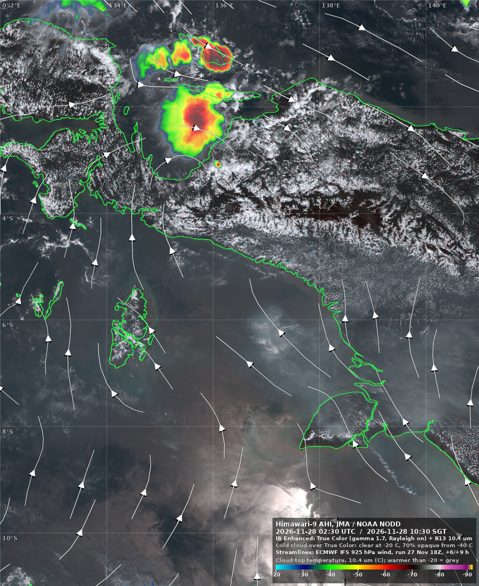 132°E
134°E
136°E
138°E
140°E
4°S
6°S
8°S
10°S
Himawari-9 AHI, JMA / NOAA NODD
2026-11-28 02:30 UTC / 2026-11-28 10:30 SGT
IR Enhanced: True Color (gamma 1.7, Rayleigh on) + B13 10.4 um
Cold cloud over True Color: clear at -20 C, 70% opaque from -40 C
Streamlines: ECMWF IFS 925 hPa wind, run 27 Nov 18Z, +6/+9 h
Cloud-top temperature, 10.4 um (C); warmer than -20 = grey
-20 -30 -40 -50 -60 -70 -80 -90